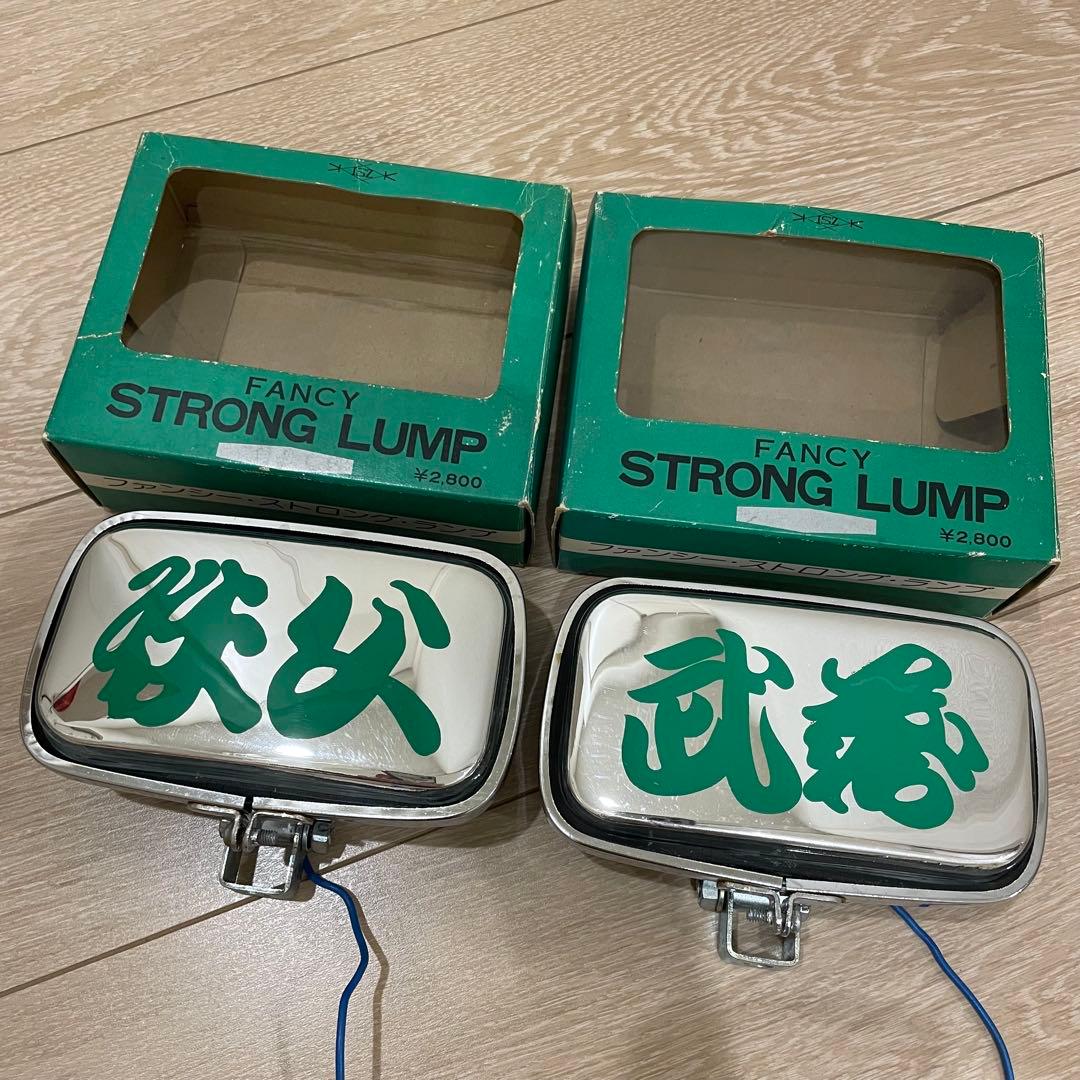 ISZ
FANCY
STRONG LUMP
¥2,800
ファンシー・ストロング・ランプ
ISZ
FANCY
STRONG LUMP
¥2,800
ファンシー・ストロング・ランプ
秩父
武蔵